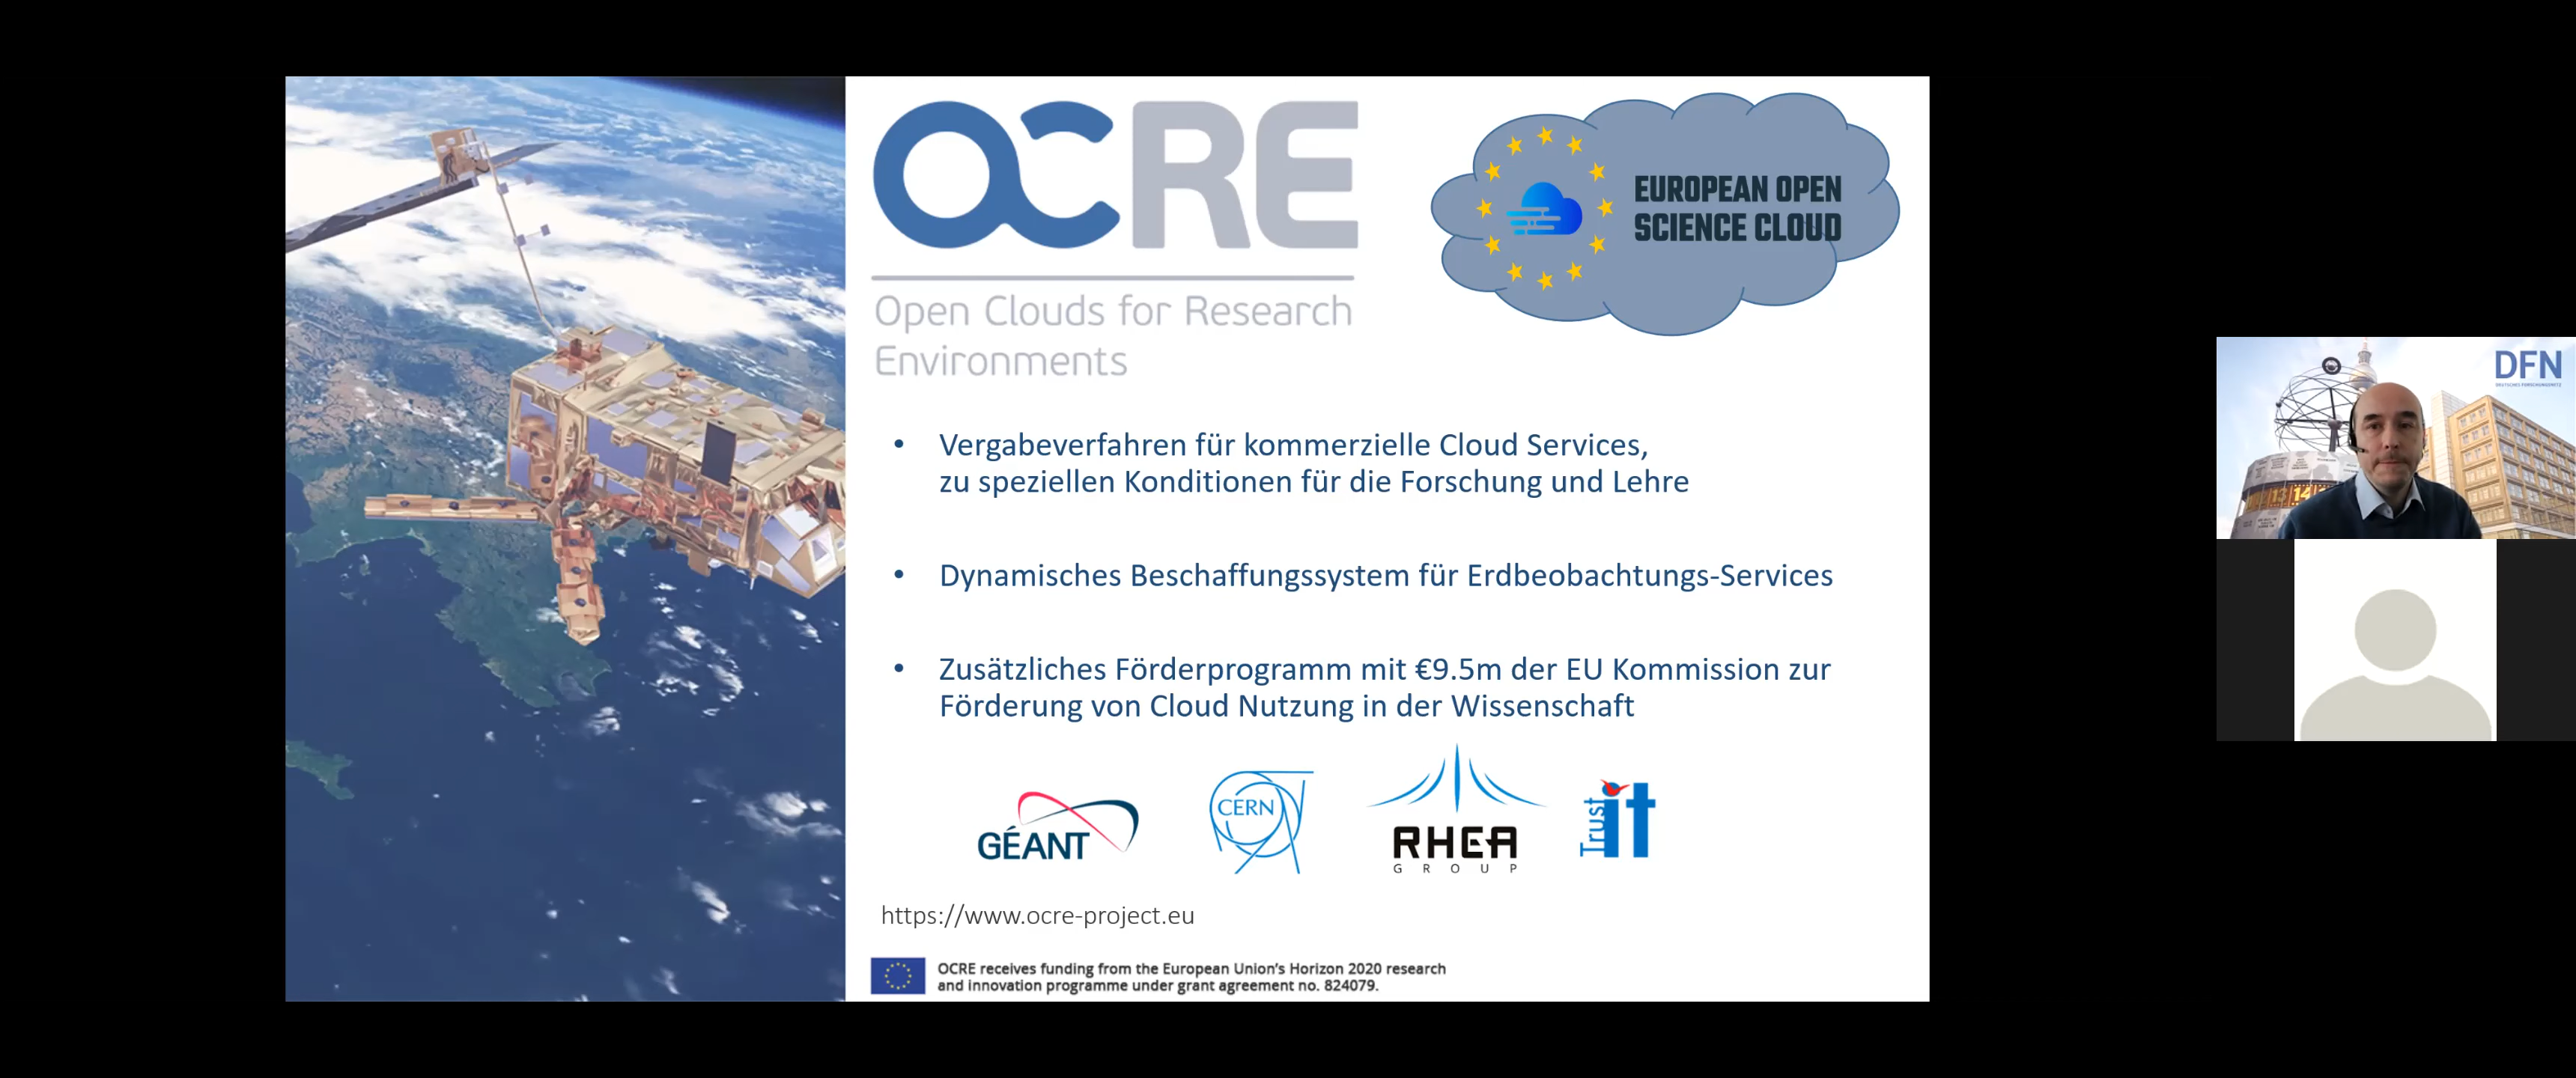 OCRE
Open Clouds for Research
Environments
EUROPEAN OPEN
SCIENCE CLOUD
• Vergabeverfahren für kommerzielle Cloud Services,
zu speziellen Konditionen für die Forschung und Lehre
• Dynamisches Beschaffungssystem für Erdbeobachtungs-Services
• Zusätzliches Förderprogramm mit €9.5m der EU Kommission zur
Förderung von Cloud Nutzung in der Wissenschaft
GÉANT
CERN
RHEA
GROUP
Trust it
https://www.ocre-project.eu
OCRE receives funding from the European Union's Horizon 2020 research
and innovation programme under grant agreement no. 824079.
DFN
DEUTSCHES FORSCHUNGSNETZ